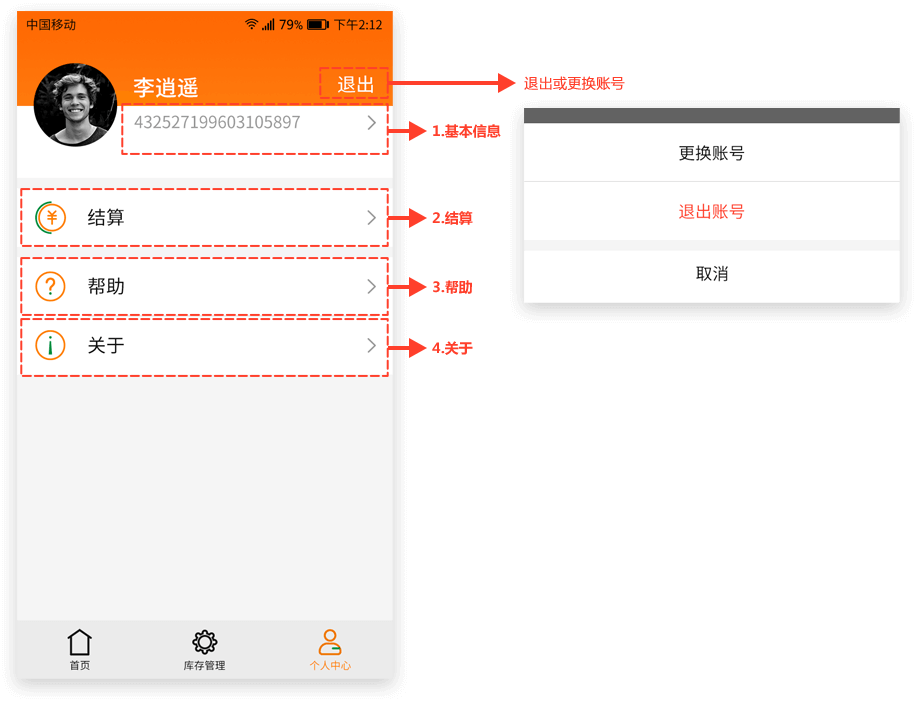 中国移动 79% 下午2:12
李逍遥 退出
432527199603105897
结算
帮助
关于
首页 库存管理 个人中心
1.基本信息
2.结算
3.帮助
4.关于
退出或更换账号
更换账号
退出账号
取消